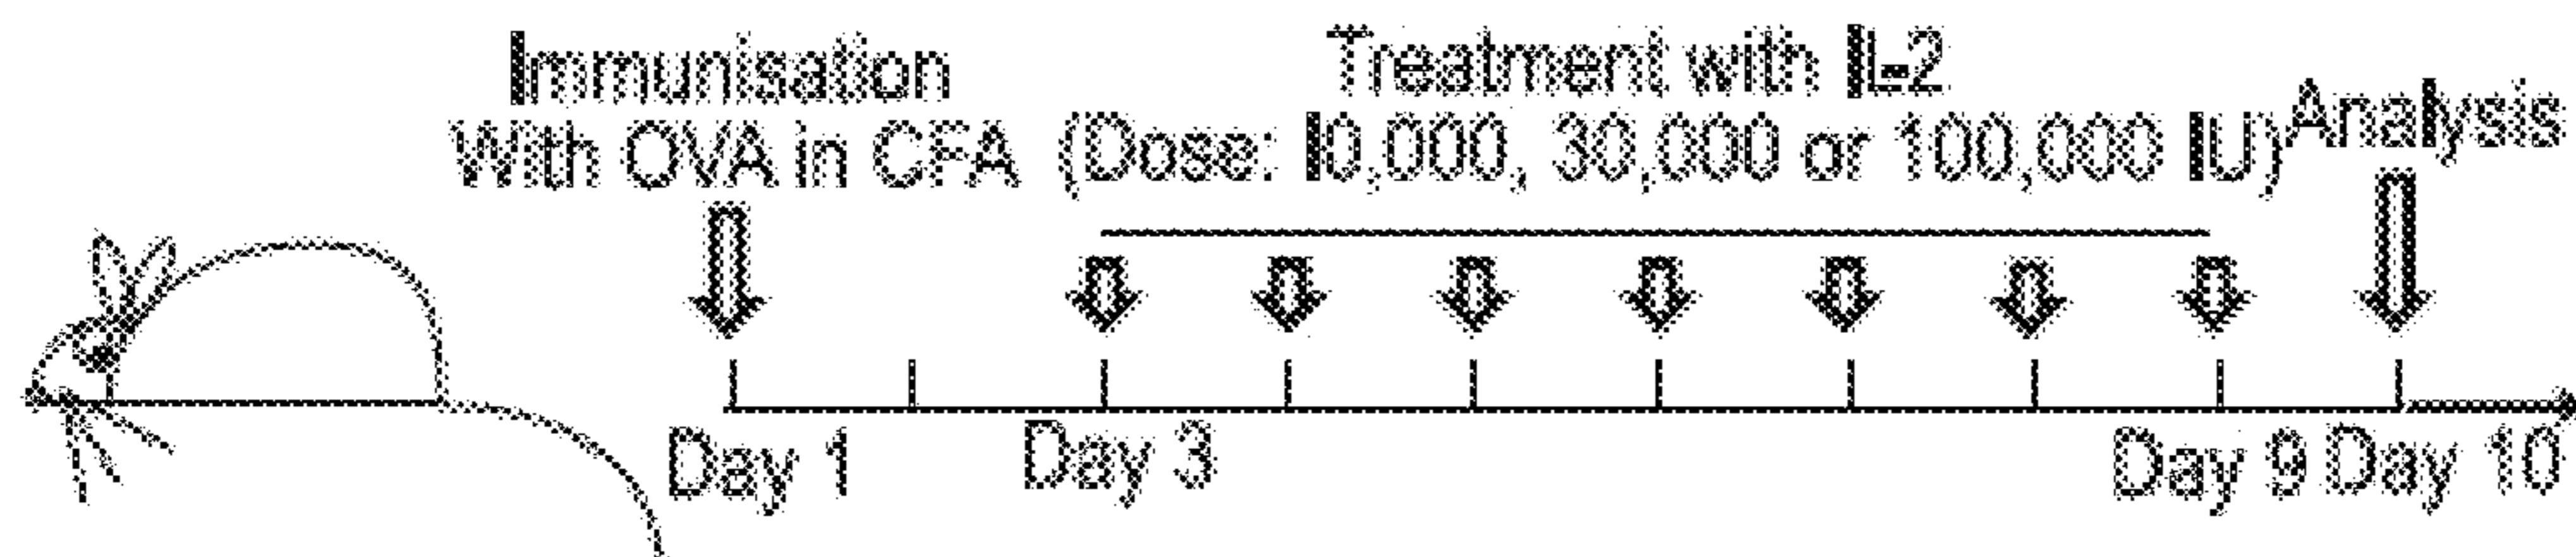 Immunisation
With OVA in CFA
Treatment with IL-2
(Dose: 10,000, 30,000 or 100,000 IU)
Analysis
Day 1
Day 3
Day 9
Day 10